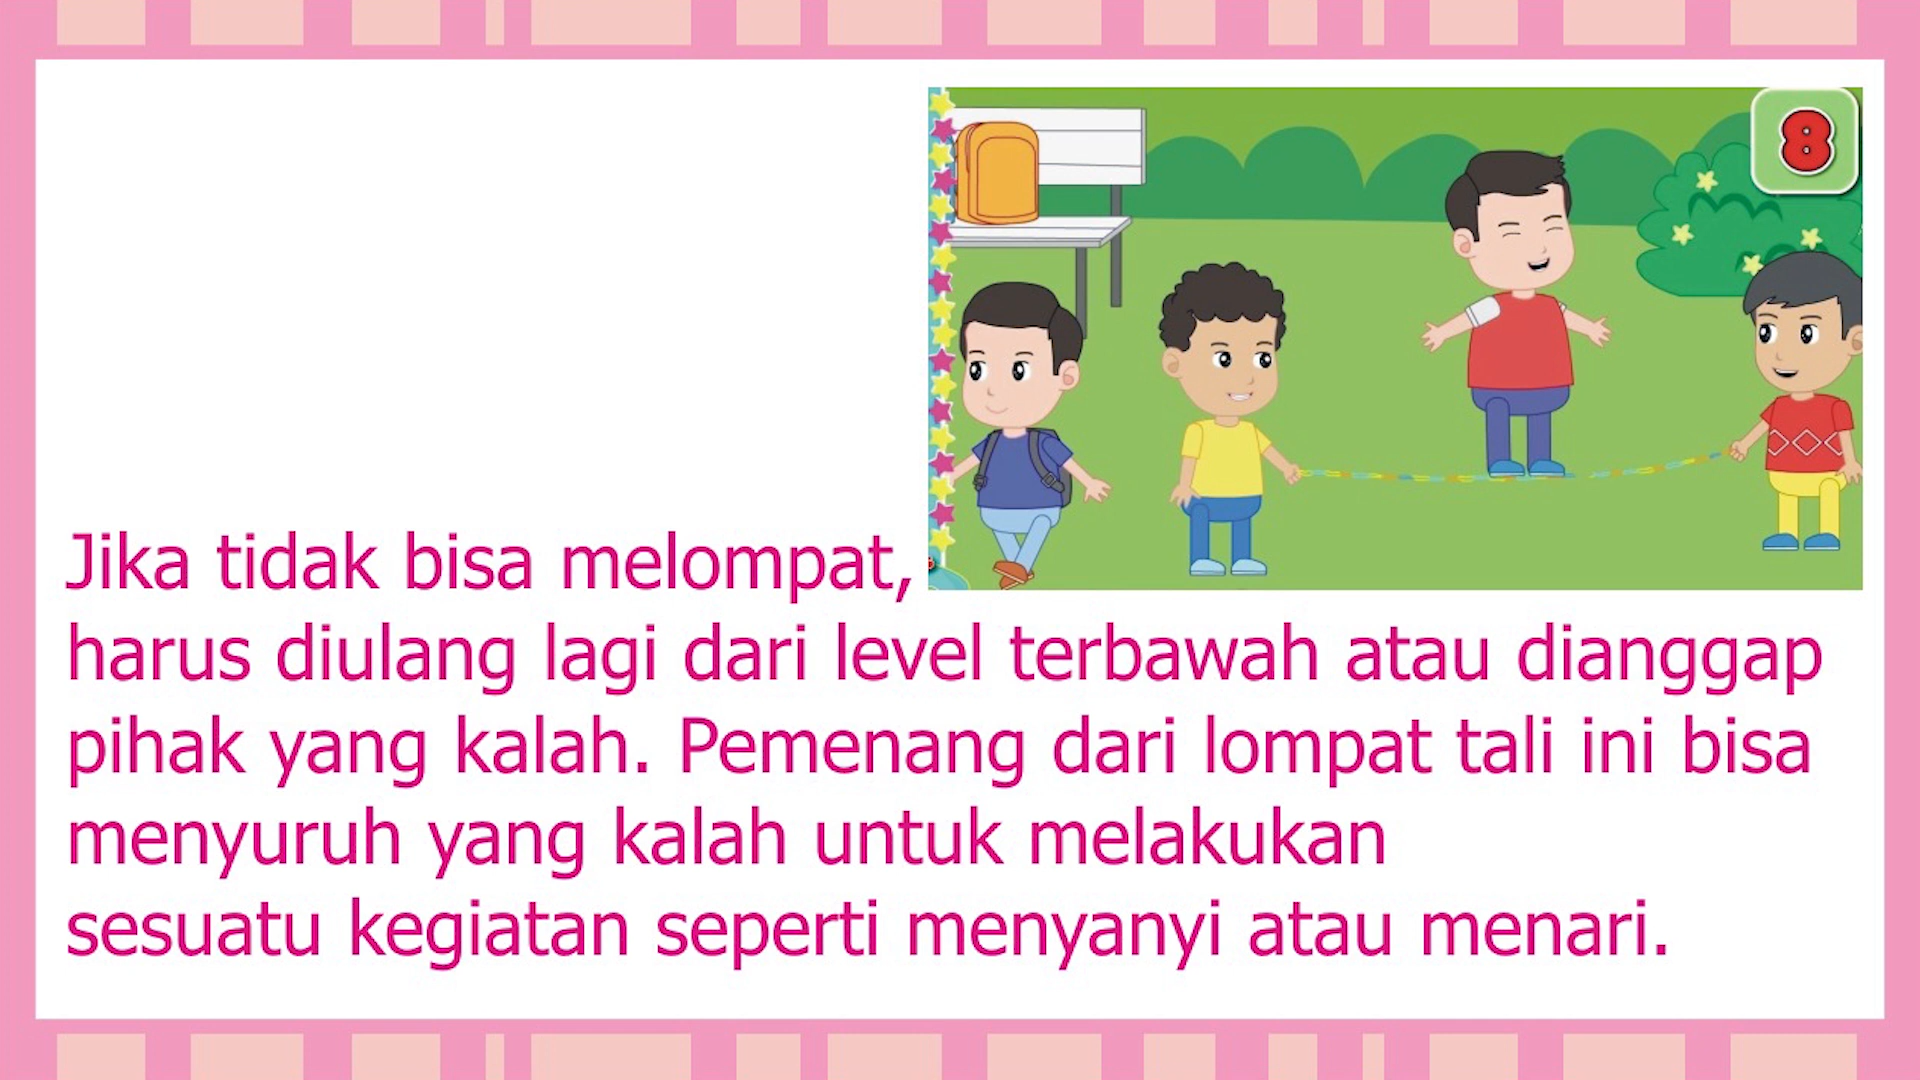 8
Jika tidak bisa melompat,
harus diulang lagi dari level terbawah atau dianggap
pihak yang kalah. Pemenang dari lompat tali ini bisa
menyuruh yang kalah untuk melakukan
sesuatu kegiatan seperti menyanyi atau menari.